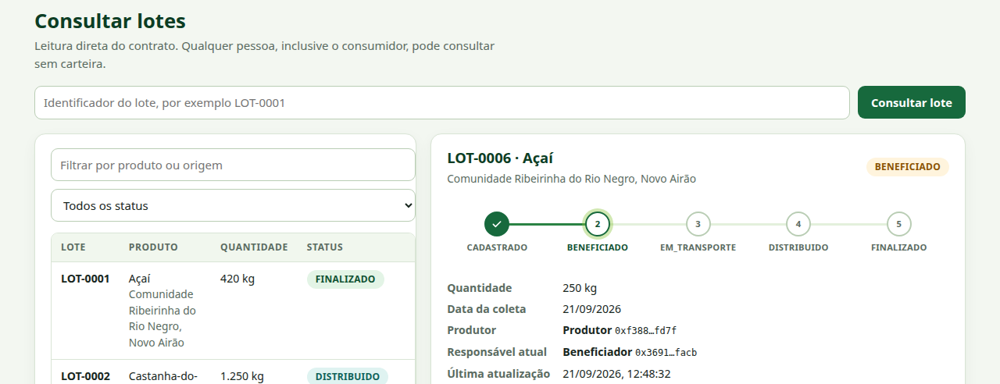 Consultar lotes
Leitura direta do contrato. Qualquer pessoa, inclusive o consumidor, pode consultar
sem carteira.
Identificador do lote, por exemplo LOT-0001
Consultar lote
Filtrar por produto ou origem
Todos os status
LOTE PRODUTO QUANTIDADE STATUS
LOT-0001 Açaí 420 kg FINALIZADO
Comunidade
Ribeirinha do
Rio Negro,
Novo Airão
LOT-0002 Castanha-do- 1.250 kg DISTRIBUIDO
LOT-0006 · Açaí
BENEFICIADO
Comunidade Ribeirinha do Rio Negro, Novo Airão
2 3 4 5
CADASTRADO BENEFICIADO EM_TRANSPORTE DISTRIBUIDO FINALIZADO
Quantidade 250 kg
Data da coleta 21/09/2026
Produtor Produtor 0xf388…fd7f
Responsável atual Beneficiador 0x3691…facb
Última atualização 21/09/2026, 12:48:32